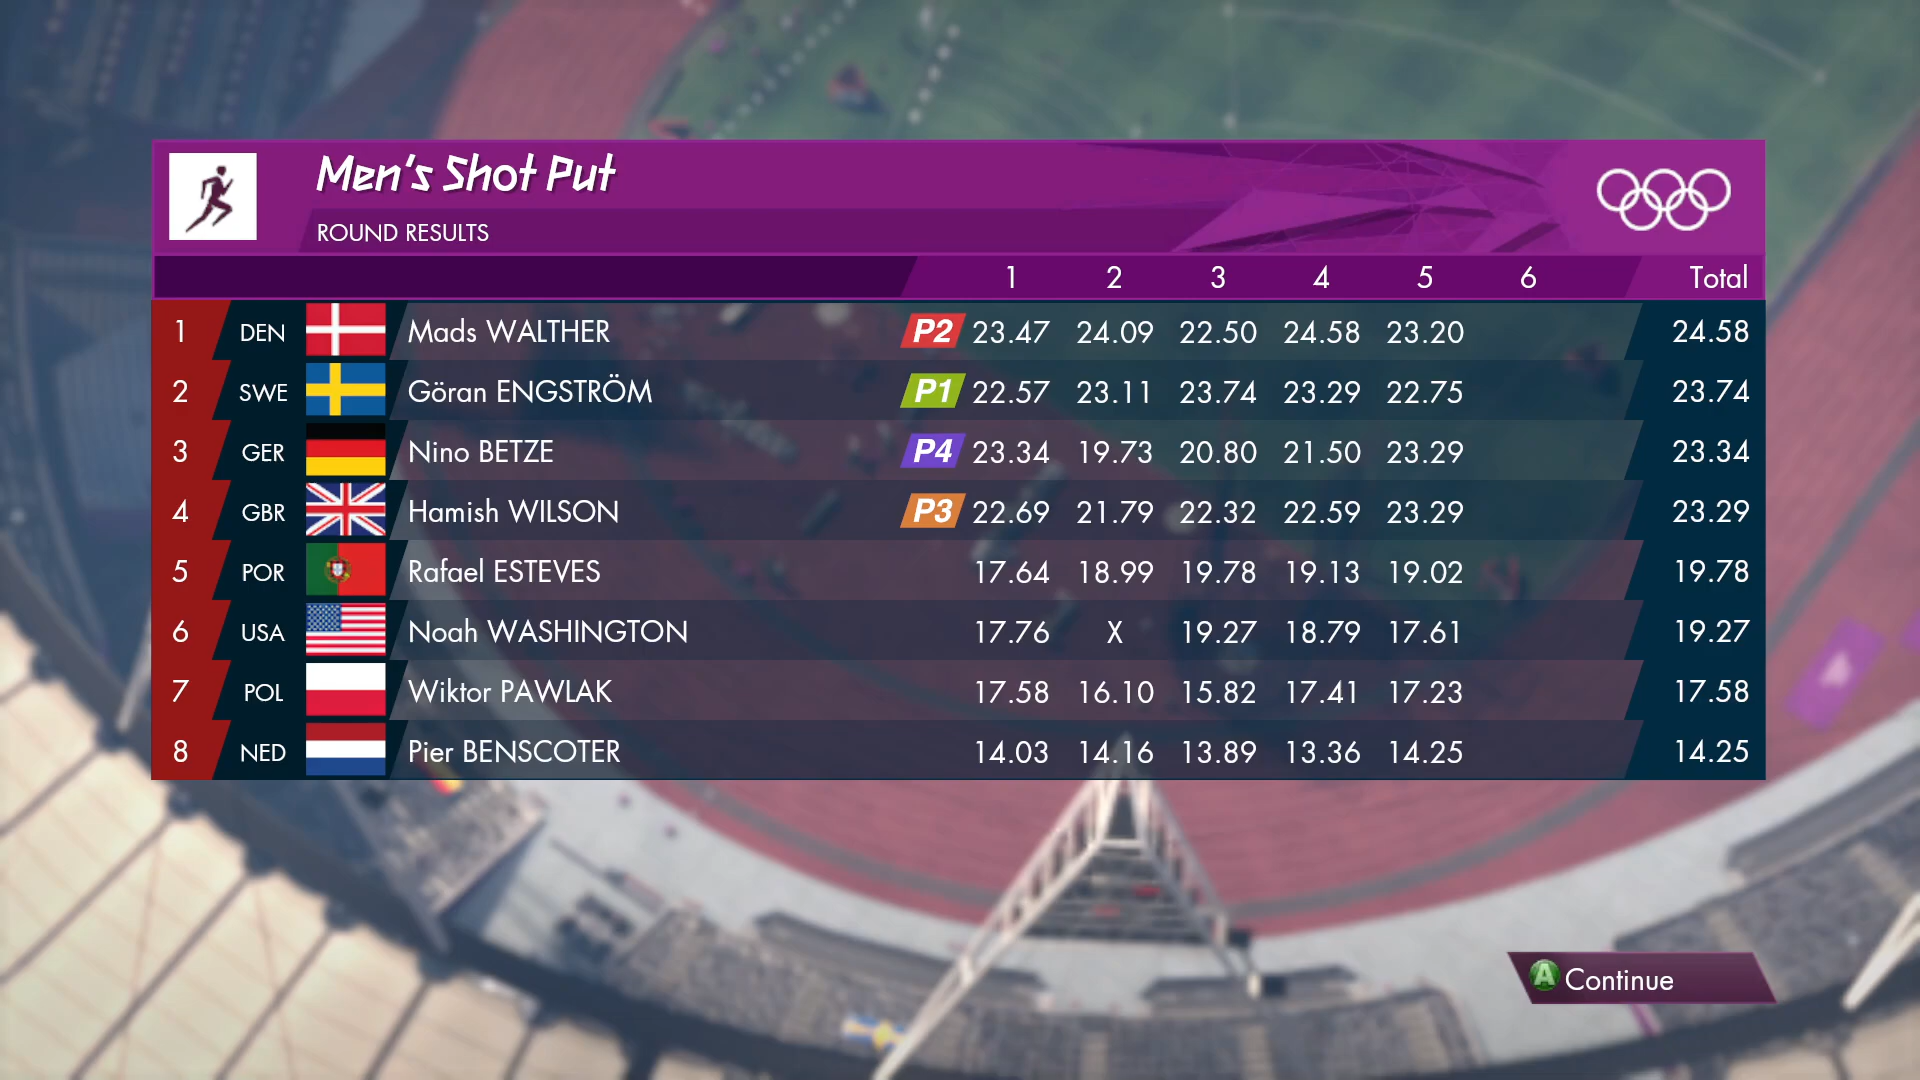 Men's Shot Put
ROUND RESULTS
1 2 3 4 5 6 Total
1 DEN Mads WALTHER P2 23.47 24.09 22.50 24.58 23.20 24.58
2 SWE Göran ENGSTRÖM P1 22.57 23.11 23.74 23.29 22.75 23.74
3 GER Nino BETZE P4 23.34 19.73 20.80 21.50 23.29 23.34
4 GBR Hamish WILSON P3 22.69 21.79 22.32 22.59 23.29 23.29
5 POR Rafael ESTEVES 17.64 18.99 19.78 19.13 19.02 19.78
6 USA Noah WASHINGTON 17.76 X 19.27 18.79 17.61 19.27
7 POL Wiktor PAWLAK 17.58 16.10 15.82 17.41 17.23 17.58
8 NED Pier BENSCOTER 14.03 14.16 13.89 13.36 14.25 14.25
A Continue